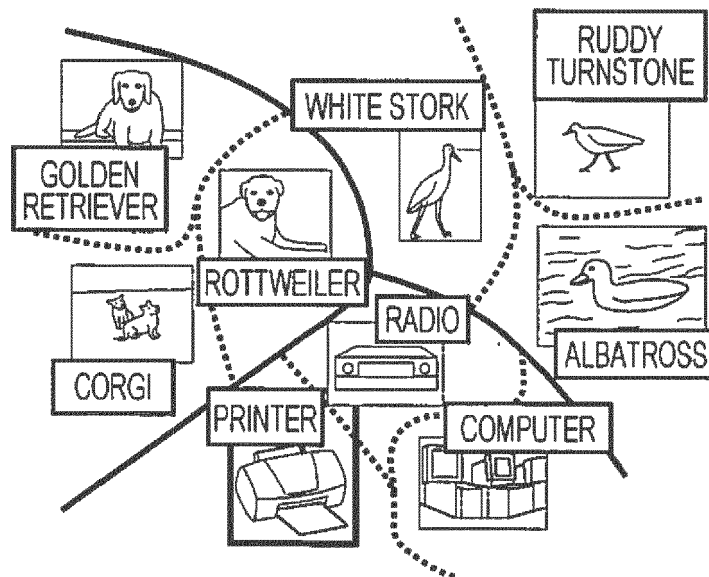 RUDDY
TURNSTONE
WHITE STORK
GOLDEN
RETRIEVER
ROTTWEILER
RADIO
ALBATROSS
CORGI
PRINTER
COMPUTER